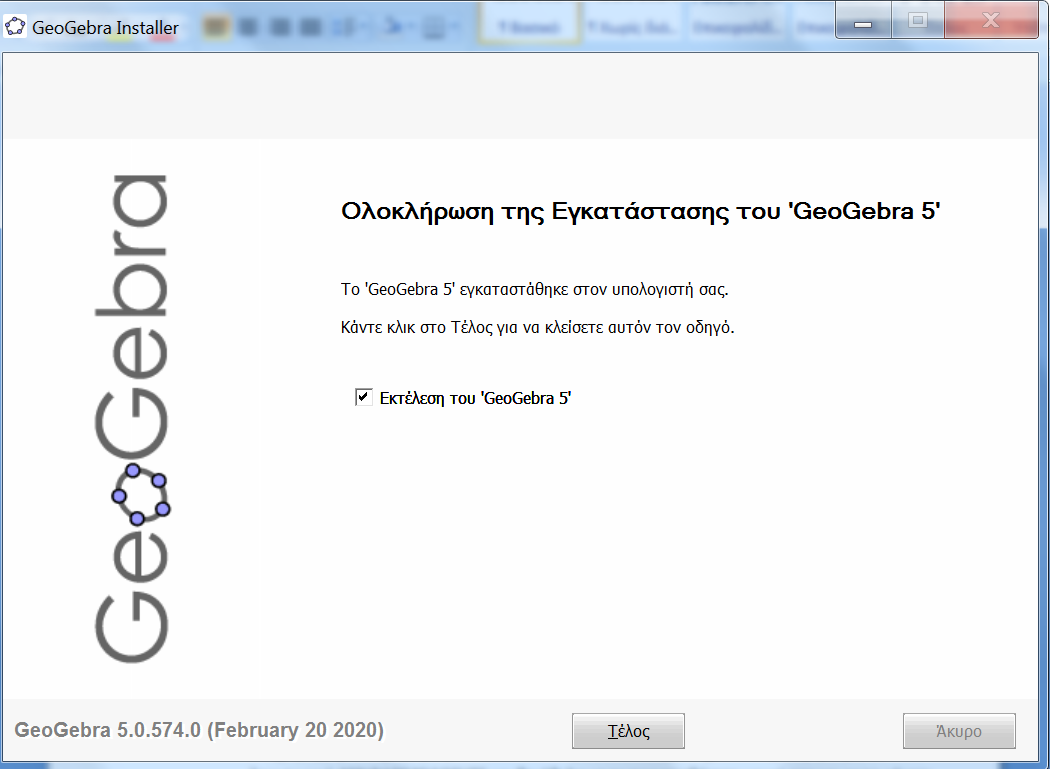 GeoGebra Installer
GeoGebra
Ολοκλήρωση της Εγκατάστασης του 'GeoGebra 5'
Το 'GeoGebra 5' εγκαταστάθηκε στον υπολογιστή σας.
Κάντε κλικ στο Τέλος για να κλείσετε αυτόν τον οδηγό.
Εκτέλεση του 'GeoGebra 5'
GeoGebra 5.0.574.0 (February 20 2020)
Τέλος
Άκυρο